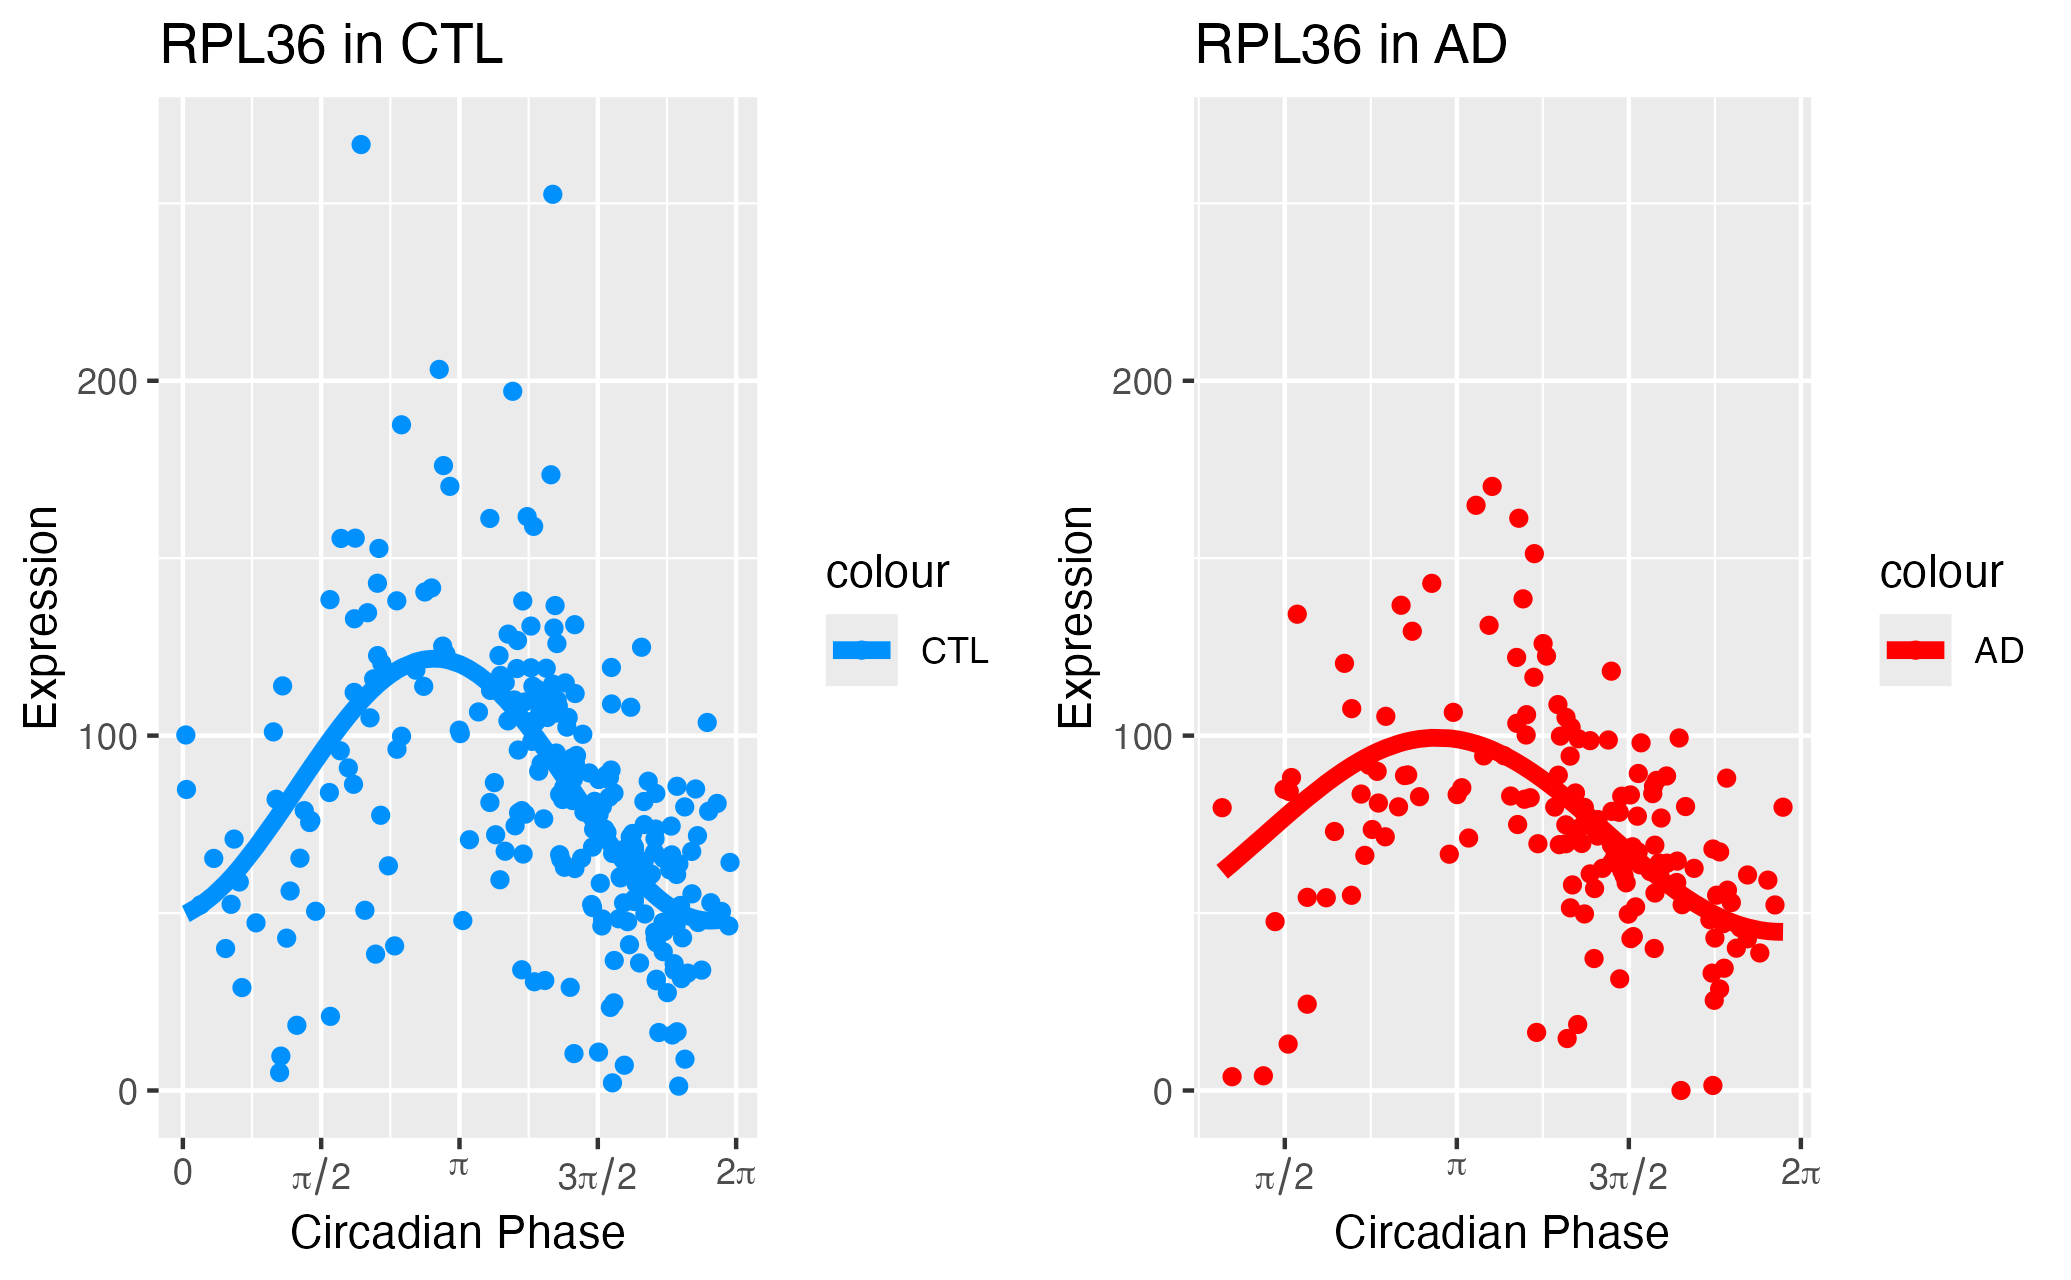 RPL36 in CTL
Expression
200
100
0
0 π/2 π 3π/2 2π
Circadian Phase
colour
CTL
RPL36 in AD
Expression
200
100
0
π/2 π 3π/2 2π
Circadian Phase
colour
AD